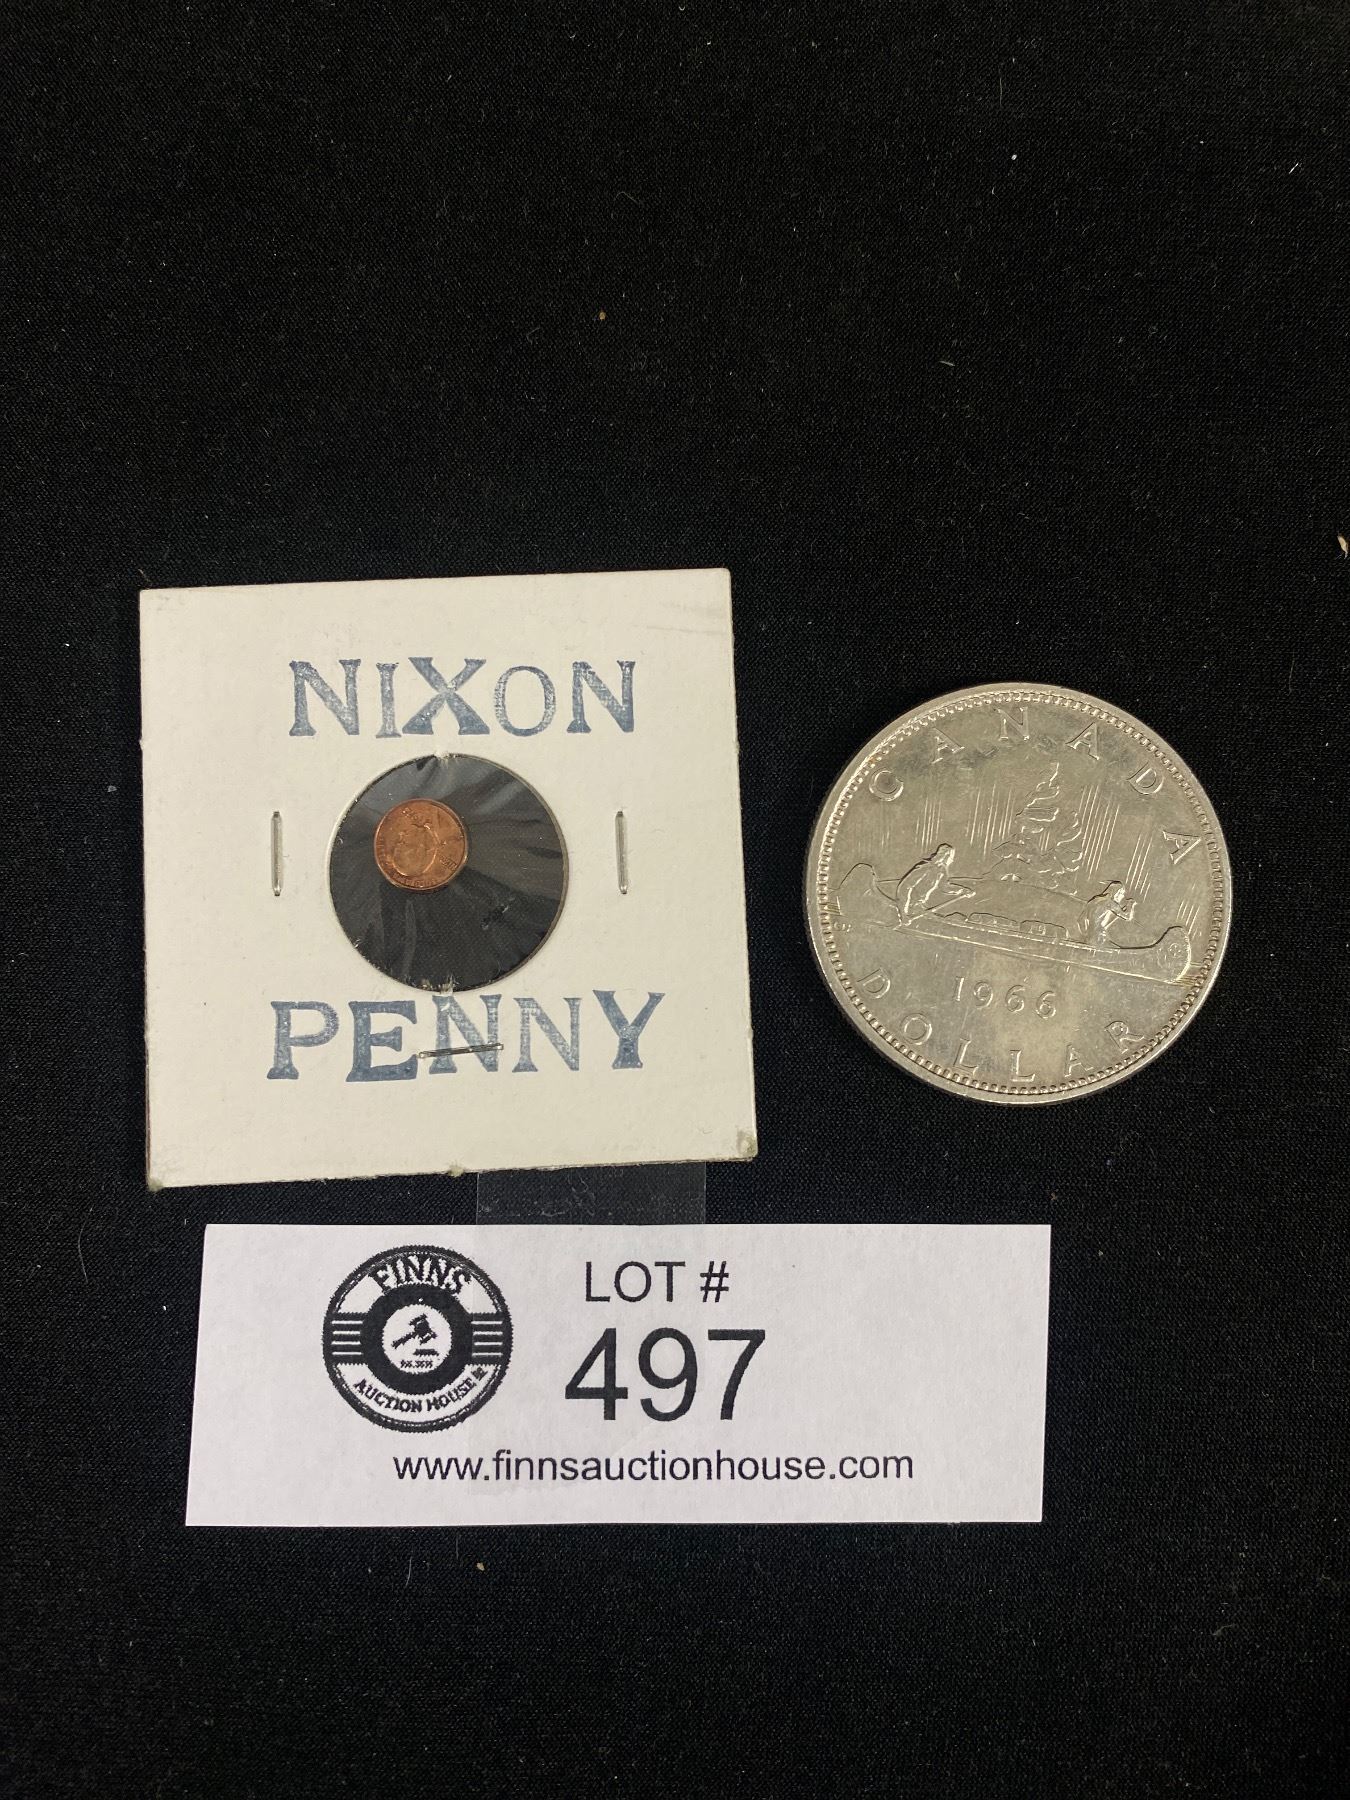 NIXON
PENNY
CANADA
1966
DOLLAR
FINNS
AUCTION HOUSE
LOT #
497
www.finnsauctionhouse.com